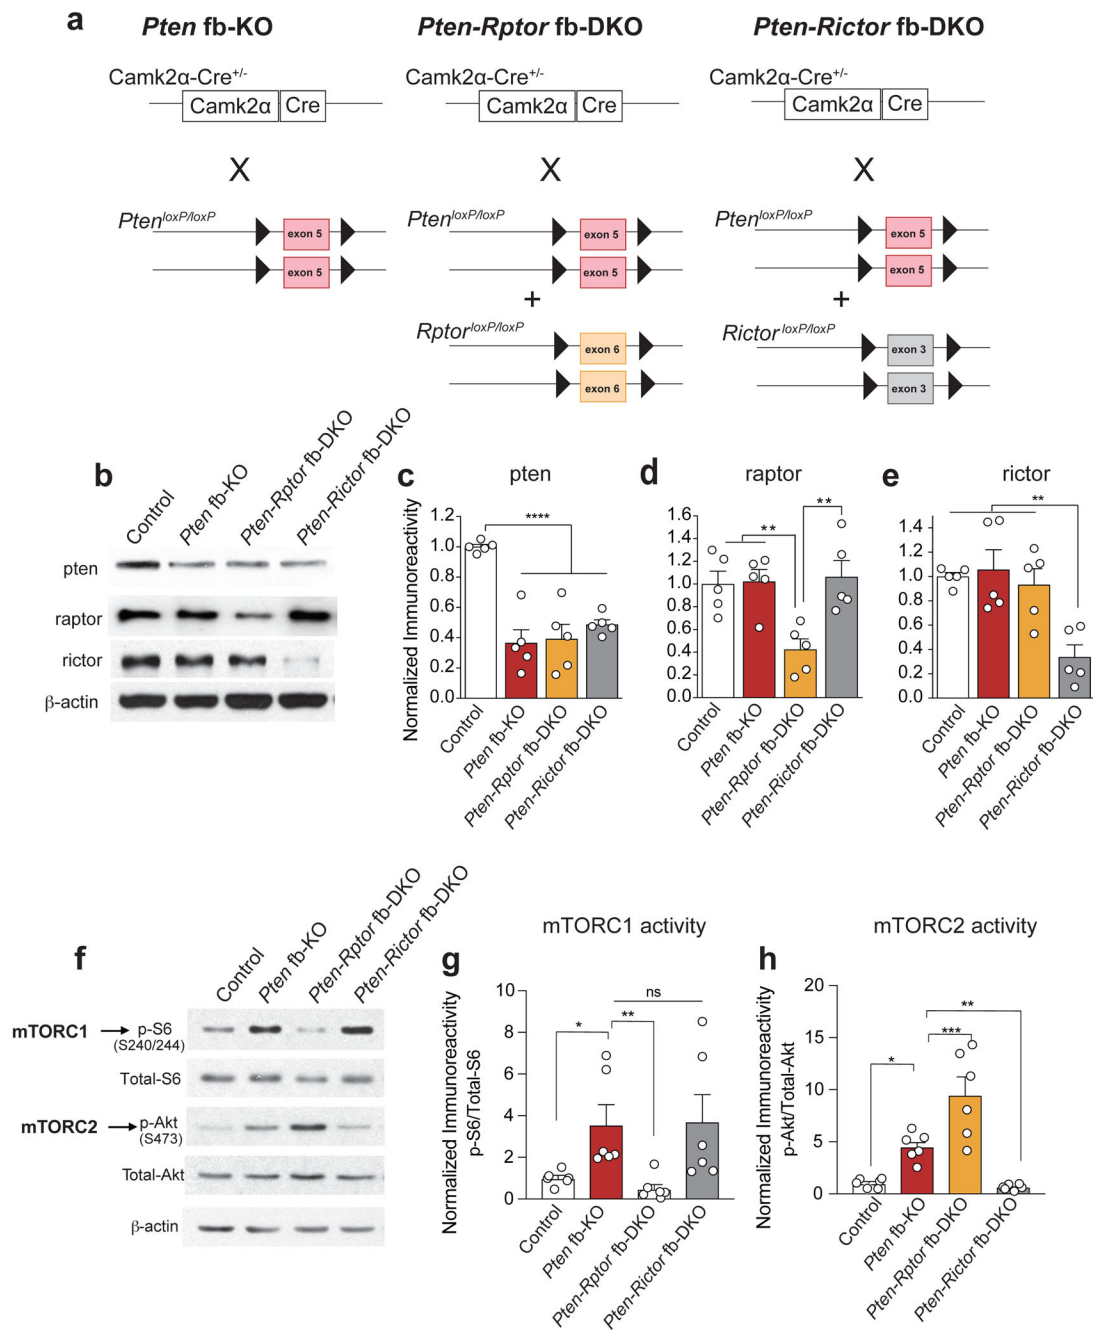 a
Pten fb-KO
Pten-Rptor fb-DKO
Pten-Rictor fb-DKO
Camk2α-Cre+/-
Camk2α-Cre+/-
Camk2α-Cre+/-
Camk2α Cre
Camk2α Cre
Camk2α Cre
X
X
X
PtenloxP/loxP
PtenloxP/loxP
PtenloxP/loxP
exon 5
exon 5
exon 5
exon 5
exon 5
exon 5
+
+
RptorloxP/loxP
RictorloxP/loxP
exon 6
exon 3
exon 6
exon 3
b
Control
Pten fb-KO
Pten-Rptor fb-DKO
Pten-Rictor fb-DKO
pten
raptor
rictor
β-actin
c
pten
Normalized Immunoreactivity
1.2
1.0
0.8
0.6
0.4
0.2
0.0
****
Control
Pten fb-KO
Pten-Rptor fb-DKO
Pten-Rictor fb-DKO
d
raptor
1.6
1.4
1.2
1.0
0.8
0.6
0.4
0.2
0.0
**
**
Control
Pten fb-KO
Pten-Rptor fb-DKO
Pten-Rictor fb-DKO
e
rictor
1.4
1.2
1.0
0.8
0.6
0.4
0.2
0.0
**
Control
Pten fb-KO
Pten-Rptor fb-DKO
Pten-Rictor fb-DKO
f
Control
Pten fb-KO
Pten-Rptor fb-DKO
Pten-Rictor fb-DKO
mTORC1
p-S6
(S240/244)
Total-S6
mTORC2
p-Akt
(S473)
Total-Akt
β-actin
g
mTORC1 activity
Normalized Immunoreactivity
p-S6/Total-S6
10
8
6
4
2
0
*
**
ns
Control
Pten fb-KO
Pten-Rptor fb-DKO
Pten-Rictor fb-DKO
h
mTORC2 activity
Normalized Immunoreactivity
p-Akt/Total-Akt
20
15
10
5
0
*
***
**
Control
Pten fb-KO
Pten-Rptor fb-DKO
Pten-Rictor fb-DKO